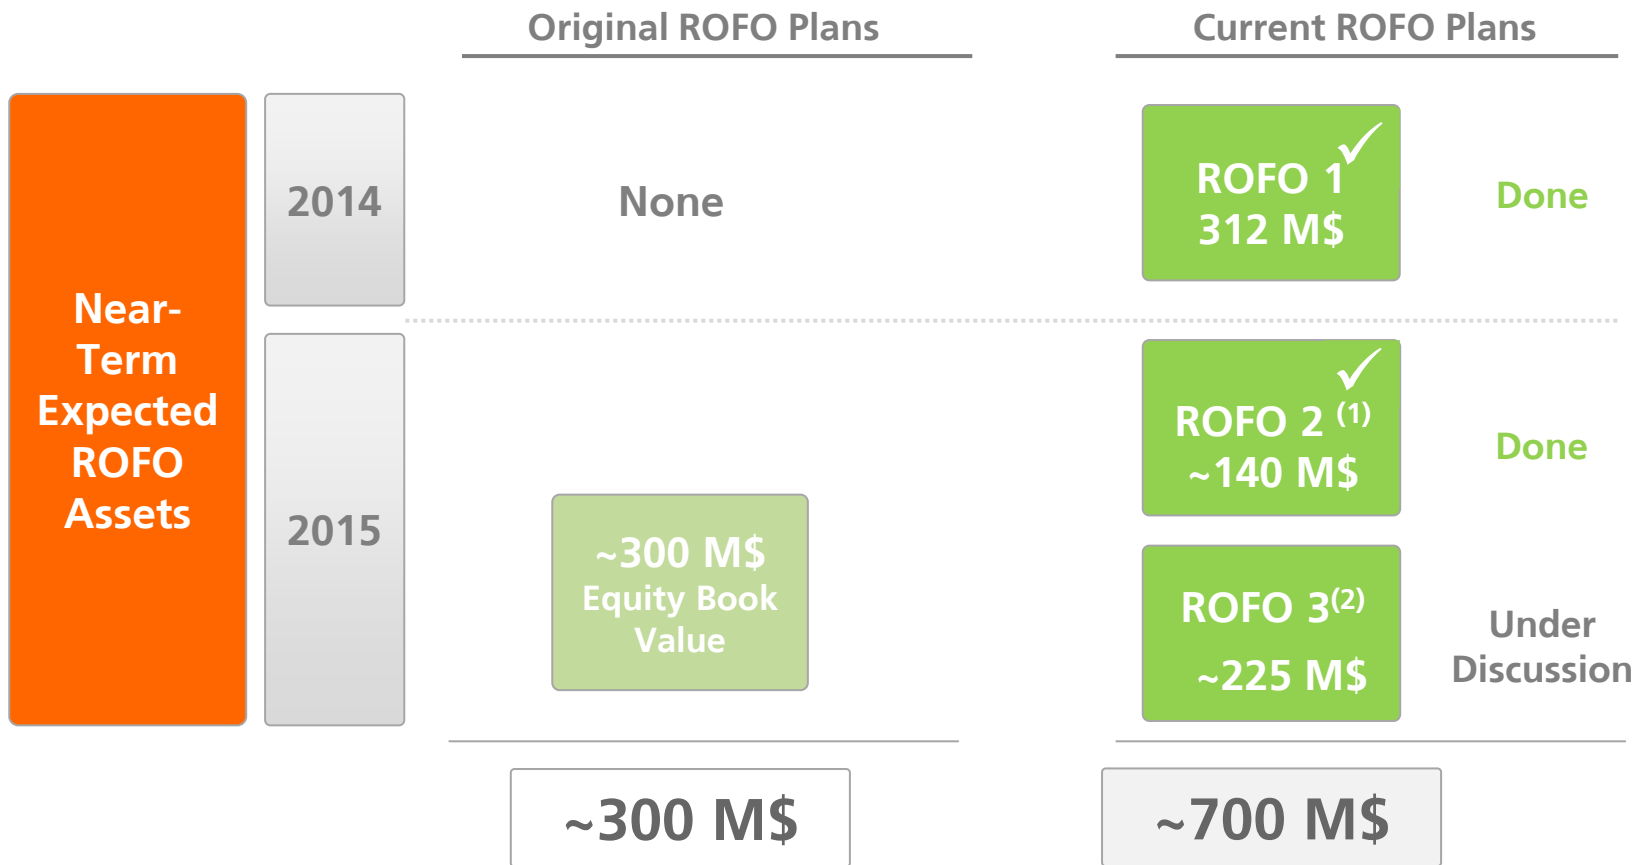 Original ROFO Plans
Current ROFO Plans
Near-
Term
Expected
ROFO
Assets
2014
None
ROFO 1
312 M$
Done
2015
~300 M$
Equity Book
Value
ROFO 2 (1)
~140 M$
Done
ROFO 3(2)
~225 M$
Under
Discussion
~300 M$
~700 M$